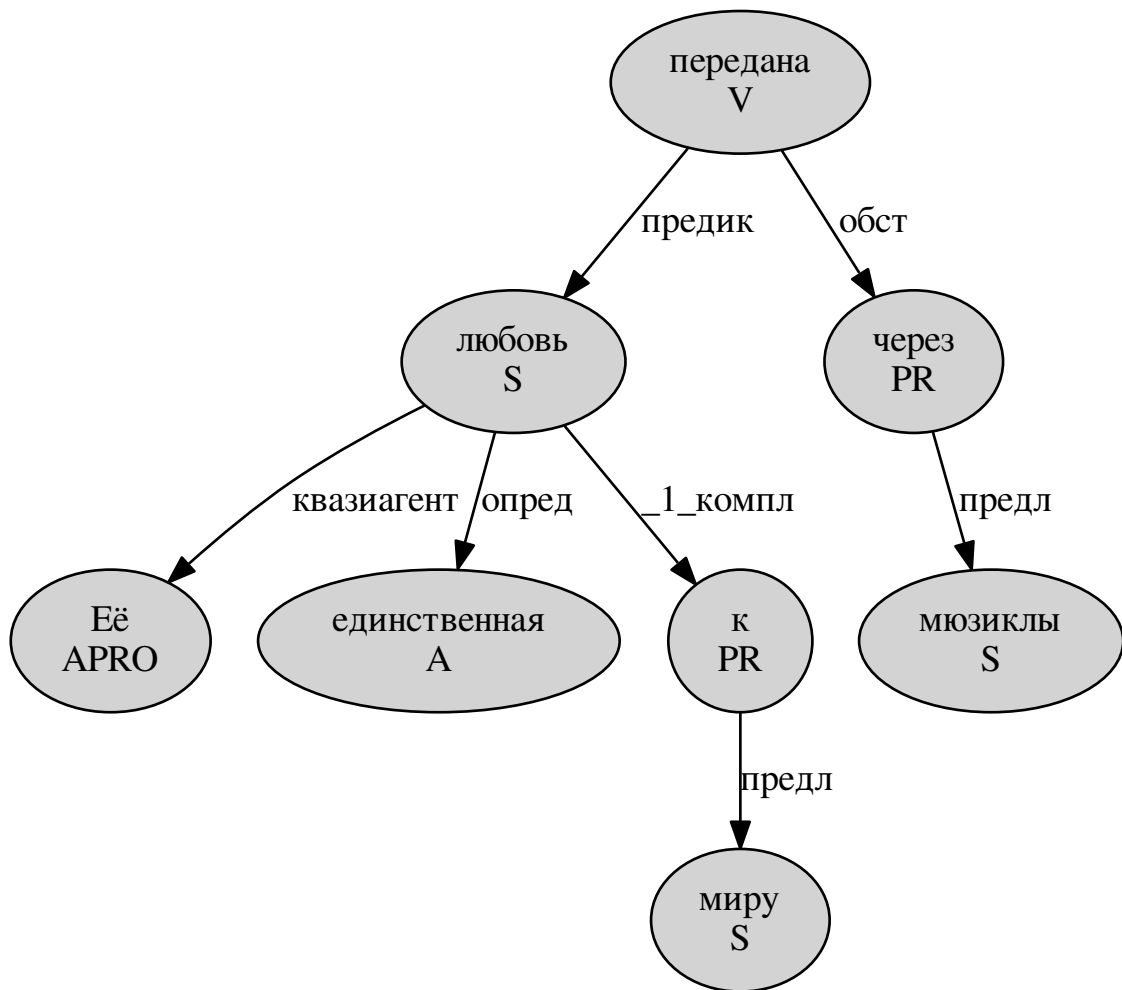 передана
V
предик
обст
любовь
S
через
PR
квазиагент
опред
_1_компл
предл
Её
APRO
единственная
A
к
PR
мюзиклы
S
предл
миру
S